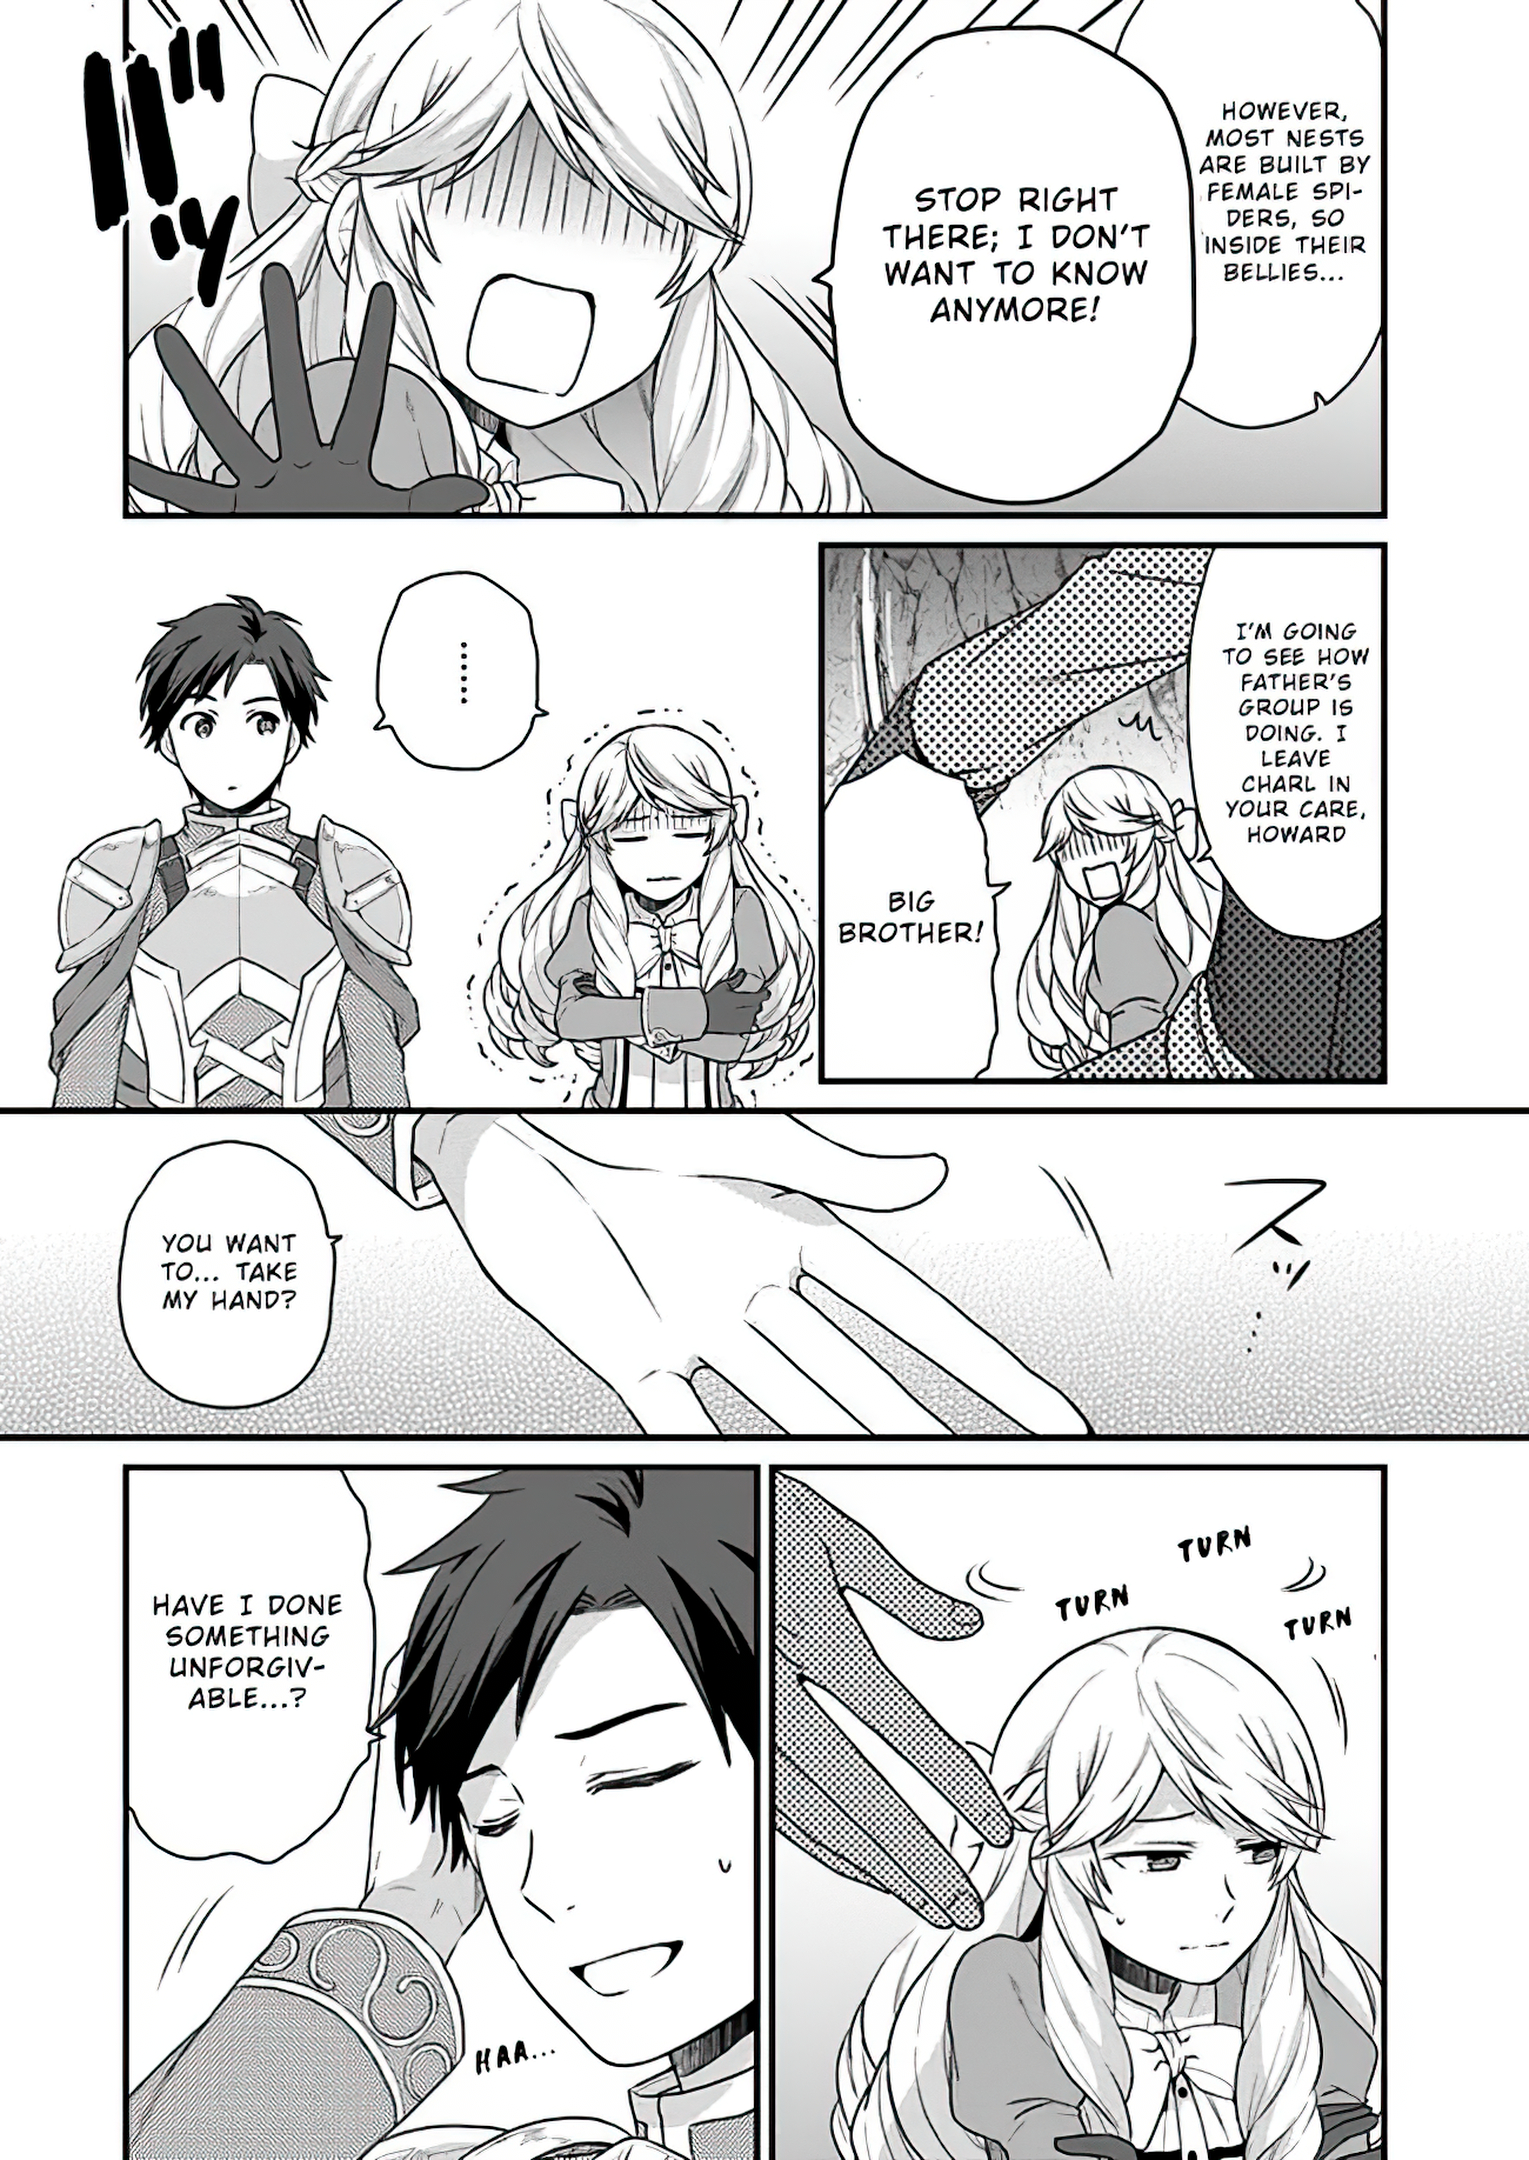 HOWEVER,
MOST NESTS
ARE BUILT BY
FEMALE SPI-
DERS, SO
INSIDE THEIR
BELLIES...
STOP RIGHT
THERE; I DON'T
WANT TO KNOW
ANYMORE!
I'M GOING
TO SEE HOW
FATHER'S
GROUP IS
DOING. I
LEAVE
CHARL IN
YOUR CARE,
HOWARD
BIG
BROTHER!
......
スッ...
YOU WANT
TO... TAKE
MY HAND?
TURN
TURN
TURN
HAVE I DONE
SOMETHING
UNFORGIV-
ABLE...?
HAA...